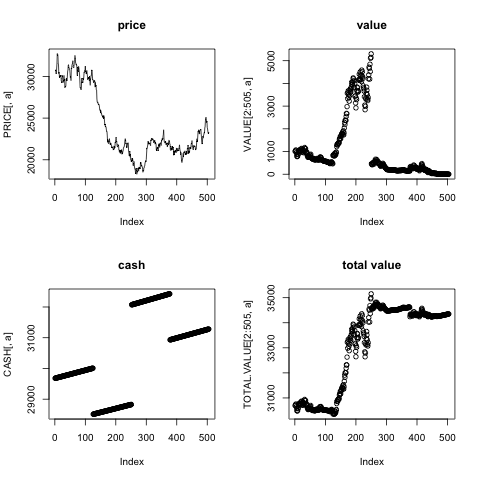 price
PRICE[, a]
30000
25000
20000
0 100 200 300 400 500
Index
value
VALUE[2:505, a]
5000
3000
1000
0
0 100 200 300 400 500
Index
cash
CASH[, a]
31000
29000
0 100 200 300 400 500
Index
total value
TOTAL.VALUE[2:505, a]
35000
33000
31000
0 100 200 300 400 500
Index